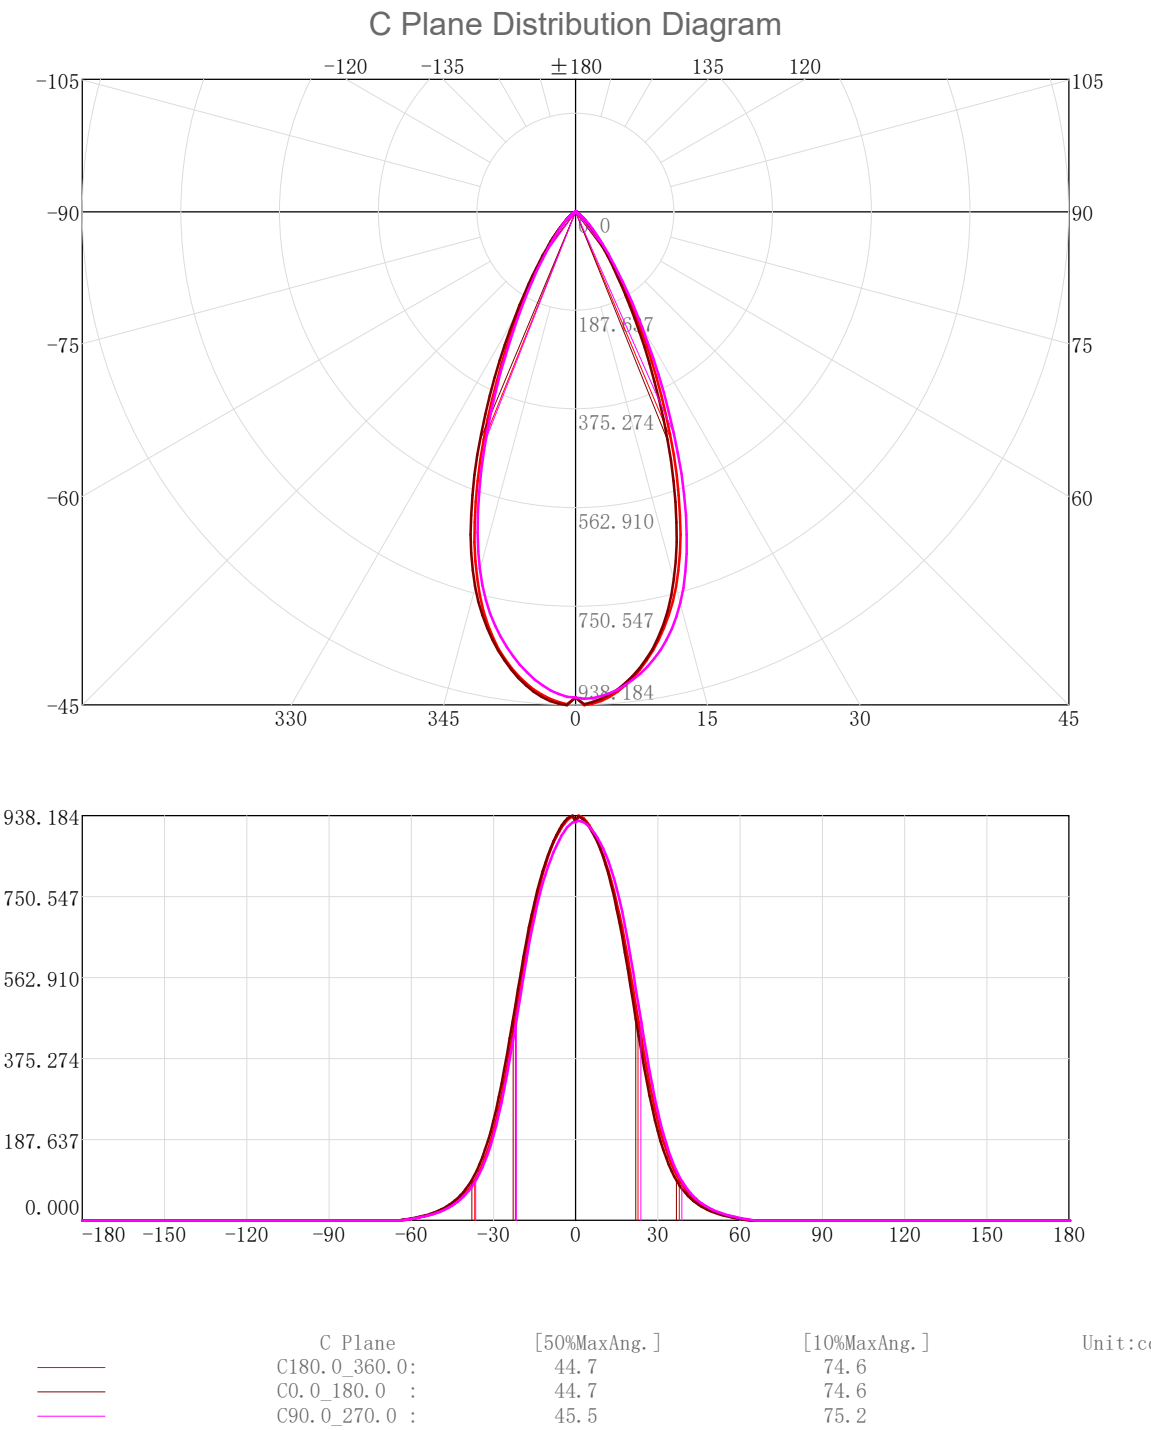 C Plane Distribution Diagram
-120 -135 ±180 135 120
-105 105
-90 90
0.0
187.637
-75 75
375.274
-60 60
562.910
750.547
938.184
-45 330 345 0 15 30 45
938.184
750.547
562.910
375.274
187.637
0.000
-180 -150 -120 -90 -60 -30 0 30 60 90 120 150 180
C Plane [50%MaxAng.] [10%MaxAng.] Unit:c
C180.0_360.0: 44.7 74.6
C0.0_180.0 : 44.7 74.6
C90.0_270.0 : 45.5 75.2